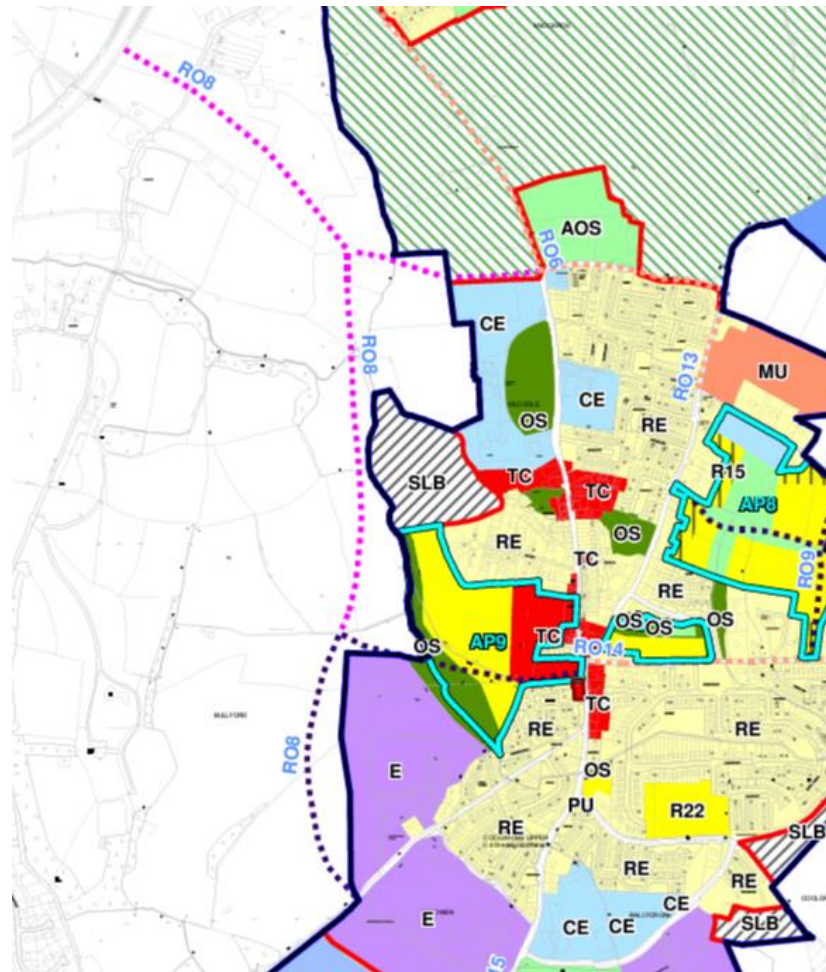 RO8
AOS
RO6
CE
RO13
MU
CE
OS
RE
SLB
TC
R15
TC
AP8
OS
RE
TC
RO8
RO9
RE
OS
OS
OS
TC
AP9
OS
RO14
TC
RE
RE
RO8
OS
E
PU
R22
RE
SLB
RE
RE
CE
E
CE
CE
SLB